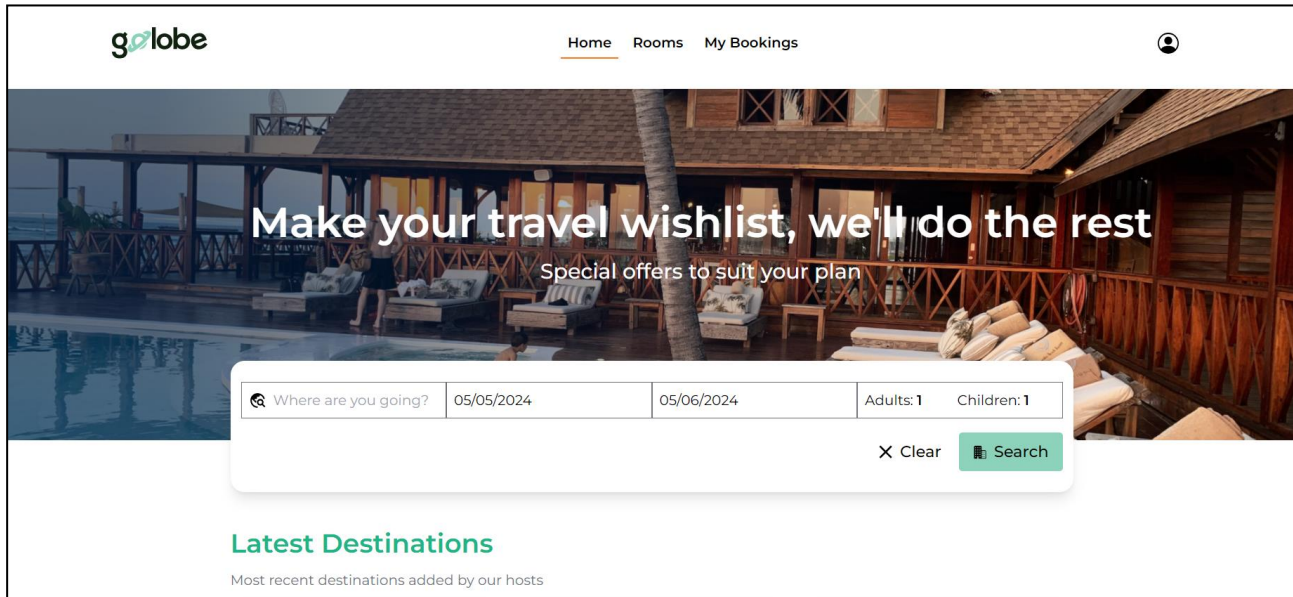 golobe
Home Rooms My Bookings
Make your travel wishlist, we'll do the rest
Special offers to suit your plan
Where are you going? 05/05/2024 05/06/2024 Adults: 1 Children: 1
Clear Search
Latest Destinations
Most recent destinations added by our hosts